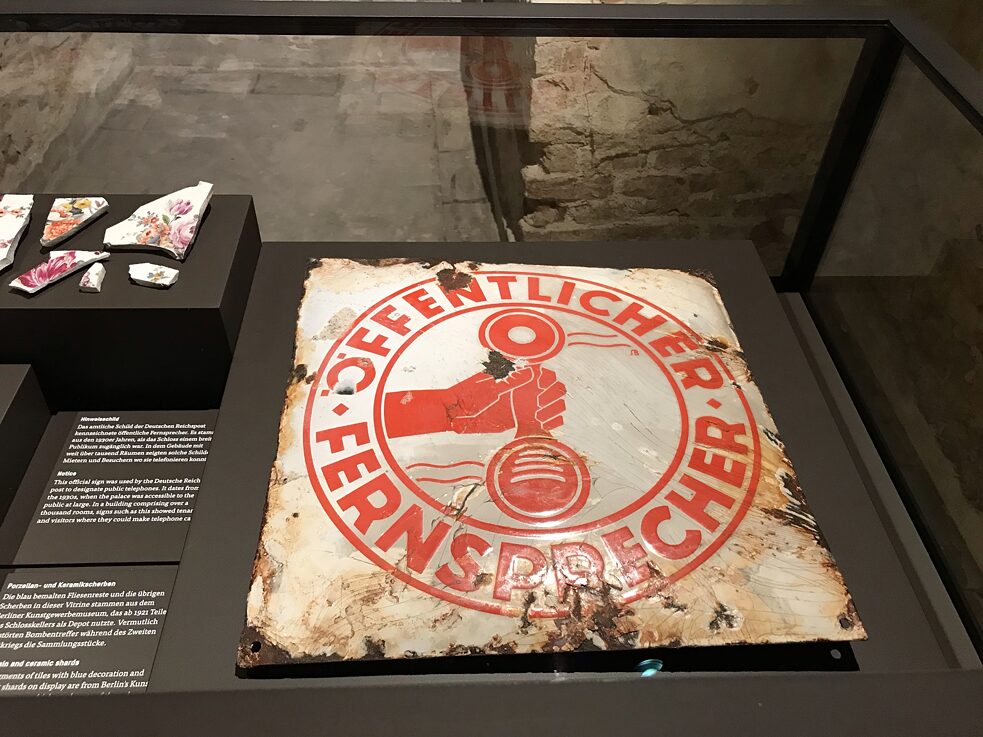 ÖFFENTLICHER
FERNSPRECHER
Hinweisschild
Das amtliche Schild der Deutschen Reichspost
kennzeichnete öffentliche Fernsprecher. Es stam
aus den 1930er Jahren, als das Schloss einem breit
Publikum zugänglich war. In dem Gebäude mit
weit über tausend Räumen zeigten solche Schilde
Mietern und Besuchern wo sie telefonieren konnt
Notice
This official sign was used by the Deutsche Reich
post to designate public telephones. It dates from
the 1930s, when the palace was accessible to the
public at large. In a building comprising over a
thousand rooms, signs such as this showed tenan
and visitors where they could make telephone ca
Porzellan- und Keramikscherben
Die blau bemalten Fliesenreste und die übrigen
Scherben in dieser Vitrine stammen aus dem
Berliner Kunstgewerbemuseum, das ab 1921 Teile
s Schlosskellers als Depot nutzte. Vermutlich
störten Bombentreffer während des Zweiten
kriegs die Sammlungsstücke.
ain and ceramic shards
ments of tiles with blue decoration and
shards on display are from Berlin's Kuns